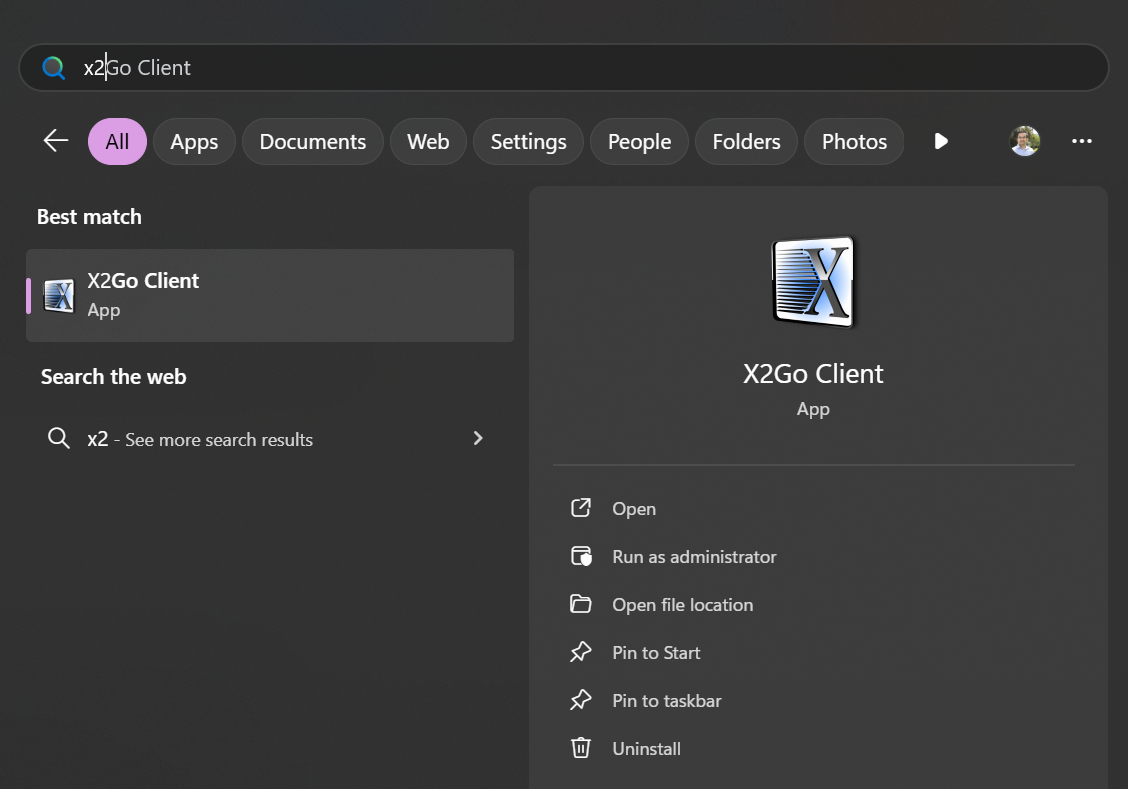 x2Go Client
All Apps Documents Web Settings People Folders Photos
Best match
X2Go Client
App
Search the web
x2 - See more search results
X2Go Client
App
Open
Run as administrator
Open file location
Pin to Start
Pin to taskbar
Uninstall